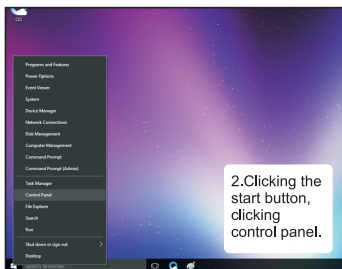 Programs and Features
Power Options
Event Viewer
System
Device Manager
Network Connections
Disk Management
Computer Management
Command Prompt
Command Prompt (Admin)
Task Manager
Control Panel
File Explorer
Search
Run
Shut down or sign out
Desktop
2.Clicking the
start button,
clicking
control panel.
Search Windows